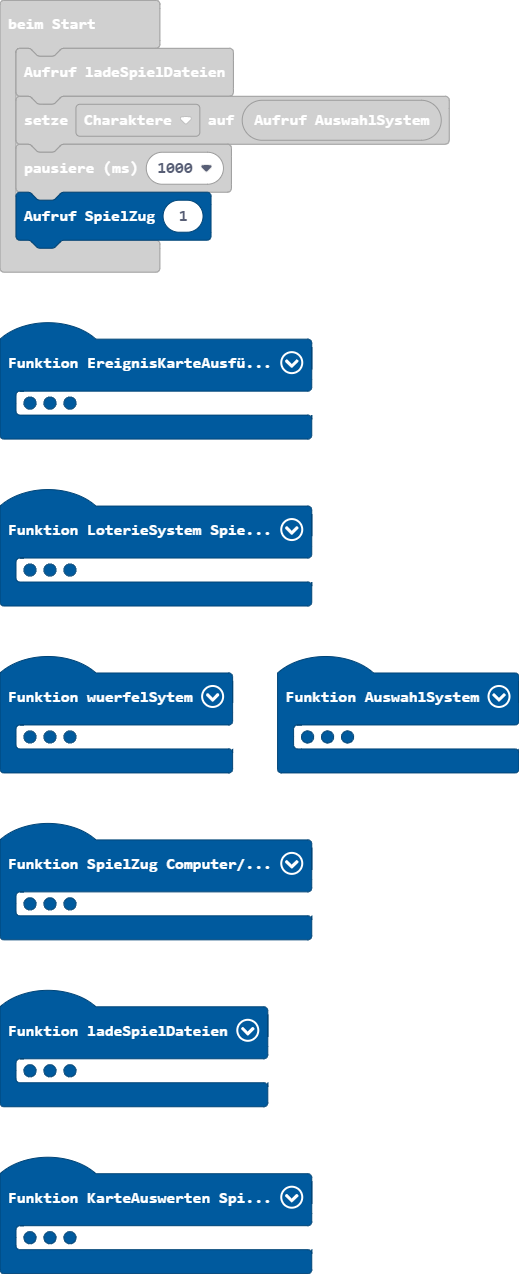 beim Start
Aufruf ladeSpielDateien
setze Charaktere auf Aufruf AuswahlSystem
pausiere (ms) 1000
Aufruf SpielZug 1
Funktion EreignisKarteAusfü...
Funktion LoterieSystem Spie...
Funktion wuerfelSytem
Funktion AuswahlSystem
Funktion SpielZug Computer/...
Funktion ladeSpielDateien
Funktion KarteAuswerten Spi...